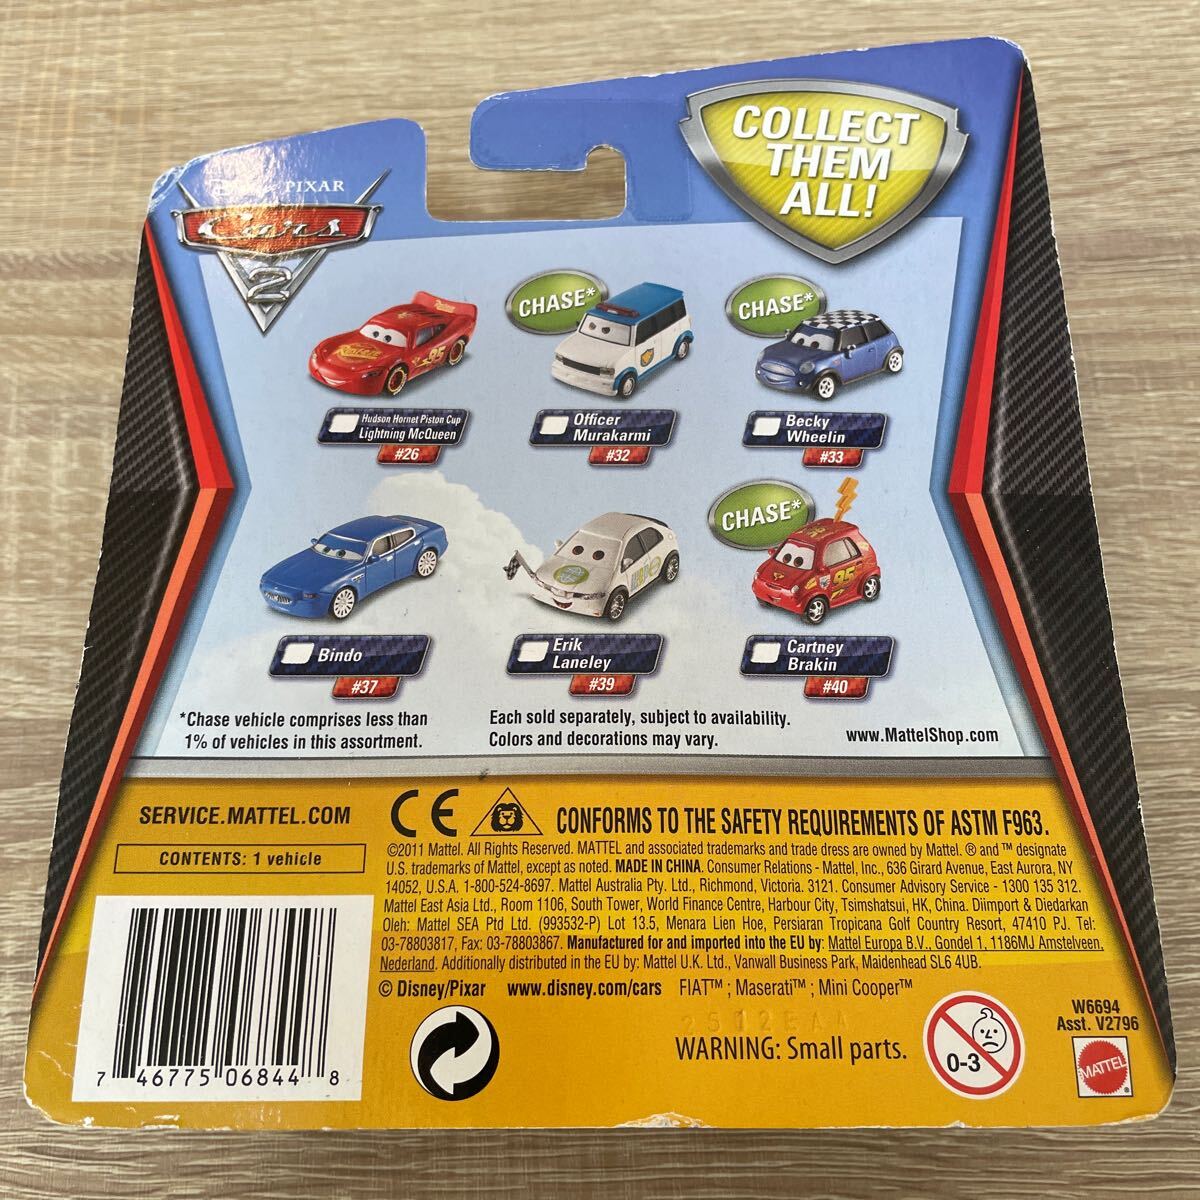 COLLECT
THEM
ALL!
PIXAR
Cars
2
CHASE*
CHASE*
Hudson Hornet Piston Cup
Lightning McQueen
#26
Officer
Murakarmi
#32
Becky
Wheelin
#33
CHASE*
Bindo
#37
Erik
Laneley
#39
Cartney
Brakin
#40
*Chase vehicle comprises less than
1% of vehicles in this assortment.
Each sold separately, subject to availability.
Colors and decorations may vary.
www.MattelShop.com
SERVICE.MATTEL.COM
CONTENTS: 1 vehicle
CE
CONFORMS TO THE SAFETY REQUIREMENTS OF ASTM F963.
©2011 Mattel. All Rights Reserved. MATTEL and associated trademarks and trade dress are owned by Mattel. ® and ™ designate
U.S. trademarks of Mattel, except as noted. MADE IN CHINA. Consumer Relations - Mattel, Inc., 636 Girard Avenue, East Aurora, NY
14052, U.S.A. 1-800-524-8697. Mattel Australia Pty. Ltd., Richmond, Victoria. 3121. Consumer Advisory Service - 1300 135 312.
Mattel East Asia Ltd., Room 1106, South Tower, World Finance Centre, Harbour City, Tsimshatsui, HK, China. Diimport & Diedarkan
Oleh: Mattel SEA Ptd Ltd. (993532-P) Lot 13.5, Menara Lien Hoe, Persiaran Tropicana Golf Country Resort, 47410 PJ. Tel:
03-78803817, Fax: 03-78803867. Manufactured for and imported into the EU by: Mattel Europa B.V., Gondel 1, 1186MJ Amstelveen,
Nederland. Additionally distributed in the EU by: Mattel U.K. Ltd., Vanwall Business Park, Maidenhead SL6 4UB.
© Disney/Pixar www.disney.com/cars FIAT™; Maserati™; Mini Cooper™
2512EAA
WARNING: Small parts.
0-3
W6694
Asst. V2796
MATTEL
7 46775 06844 8